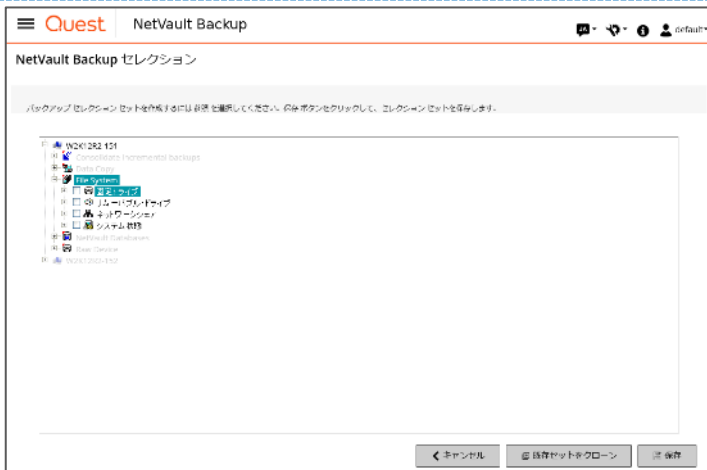 Quest NetVault Backup JA default
NetVault Backup セレクション
バックアップ セレクション セットを作成するには 参照 を選択してください。保存 ボタンをクリックして、セレクション セットを保存します。
W2K12R2-151
Consolidate Incremental Backups
Data Copy
File System
固定・ドライブ
リムーバブル・ドライブ
ネットワークシェア
システム状態
NetVault Databases
Raw Device
キャンセル 既存セットをクローン 保存